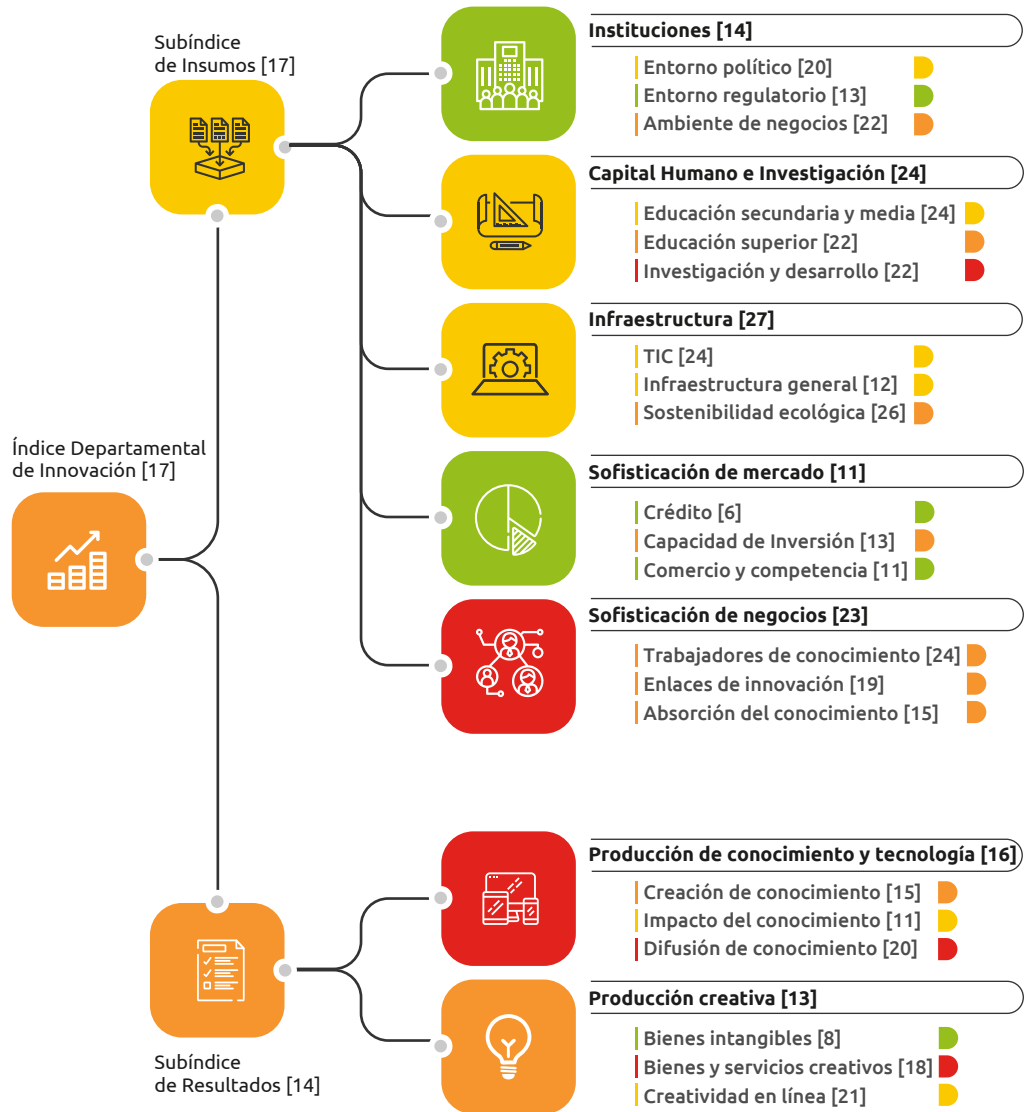 Subíndice
de Insumos [17]
Índice Departamental
de Innovación [17]
Subíndice
de Resultados [14]
Instituciones [14]
Entorno político [20]
Entorno regulatorio [13]
Ambiente de negocios [22]
Capital Humano e Investigación [24]
Educación secundaria y media [24]
Educación superior [22]
Investigación y desarrollo [22]
Infraestructura [27]
TIC [24]
Infraestructura general [12]
Sostenibilidad ecológica [26]
Sofisticación de mercado [11]
Crédito [6]
Capacidad de Inversión [13]
Comercio y competencia [11]
Sofisticación de negocios [23]
Trabajadores de conocimiento [24]
Enlaces de innovación [19]
Absorción del conocimiento [15]
Producción de conocimiento y tecnología [16]
Creación de conocimiento [15]
Impacto del conocimiento [11]
Difusión de conocimiento [20]
Producción creativa [13]
Bienes intangibles [8]
Bienes y servicios creativos [18]
Creatividad en línea [21]